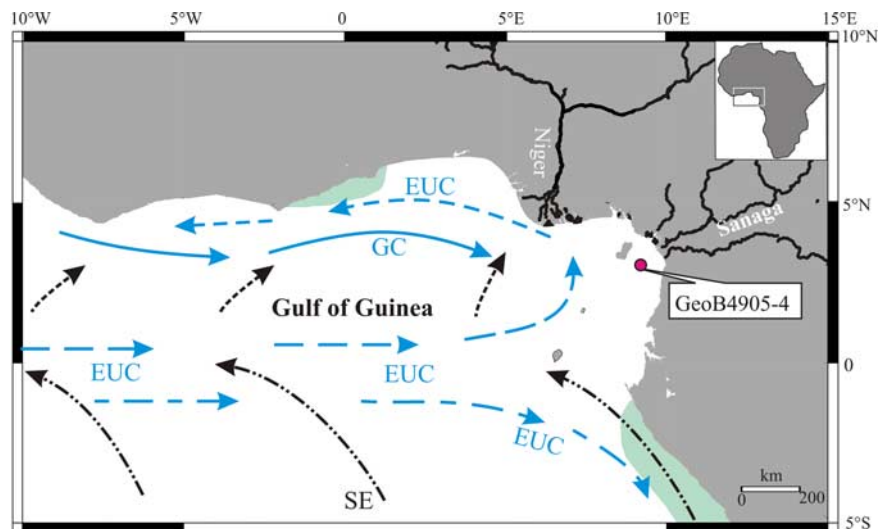 10°W 5°W 0 5°E 10°E 15°E
10°N
Niger
EUC
5°N
Sanaga
GC
GeoB4905-4
Gulf of Guinea
EUC EUC 0
EUC
km
0 200
SE
5°S